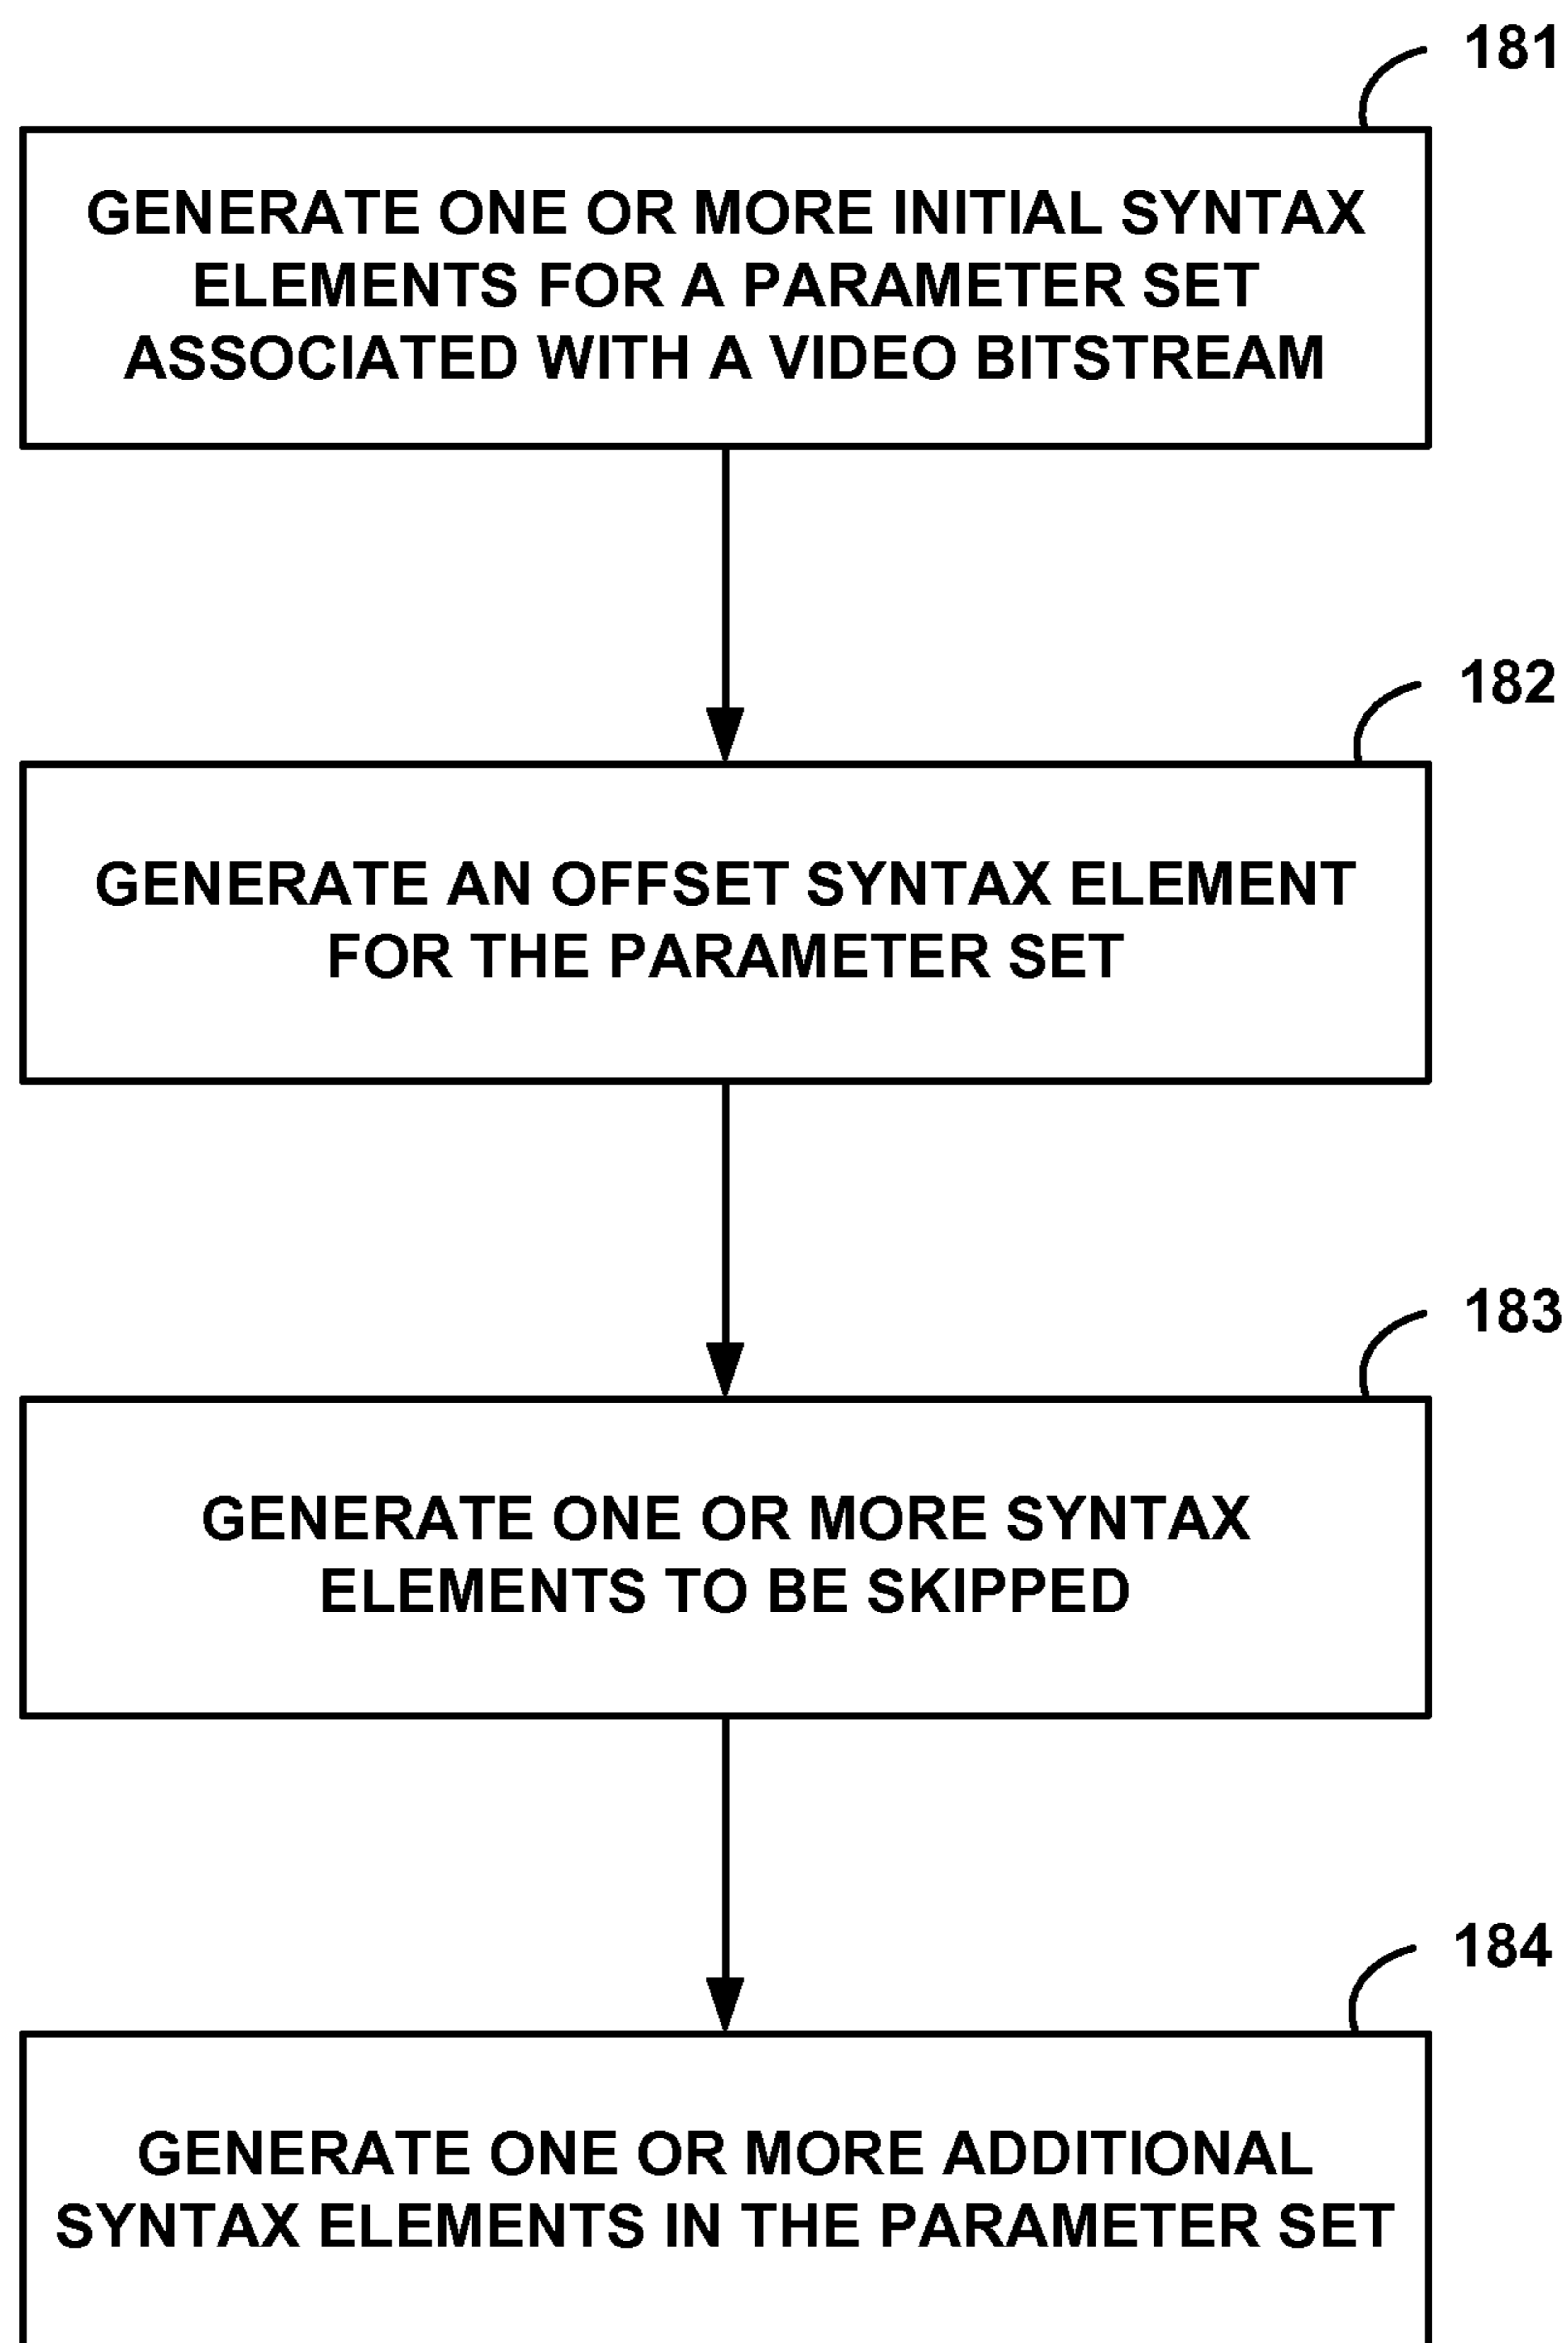 181
GENERATE ONE OR MORE INITIAL SYNTAX
ELEMENTS FOR A PARAMETER SET
ASSOCIATED WITH A VIDEO BITSTREAM
182
GENERATE AN OFFSET SYNTAX ELEMENT
FOR THE PARAMETER SET
183
GENERATE ONE OR MORE SYNTAX
ELEMENTS TO BE SKIPPED
184
GENERATE ONE OR MORE ADDITIONAL
SYNTAX ELEMENTS IN THE PARAMETER SET